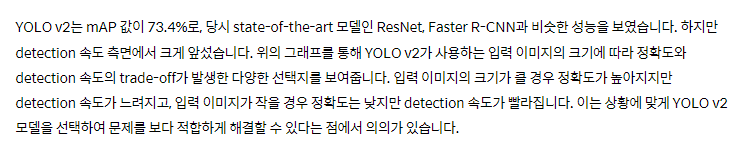 YOLO v2는 mAP 값이 73.4%로, 당시 state-of-the-art 모델인 ResNet, Faster R-CNN과 비슷한 성능을 보였습니다. 하지만
detection 속도 측면에서 크게 앞섰습니다. 위의 그래프를 통해 YOLO v2가 사용하는 입력 이미지의 크기에 따라 정확도와
detection 속도의 trade-off가 발생한 다양한 선택지를 보여줍니다. 입력 이미지의 크기가 클 경우 정확도가 높아지지만
detection 속도가 느려지고, 입력 이미지가 작을 경우 정확도는 낮지만 detection 속도가 빨라집니다. 이는 상황에 맞게 YOLO v2
모델을 선택하여 문제를 보다 적합하게 해결할 수 있다는 점에서 의의가 있습니다.